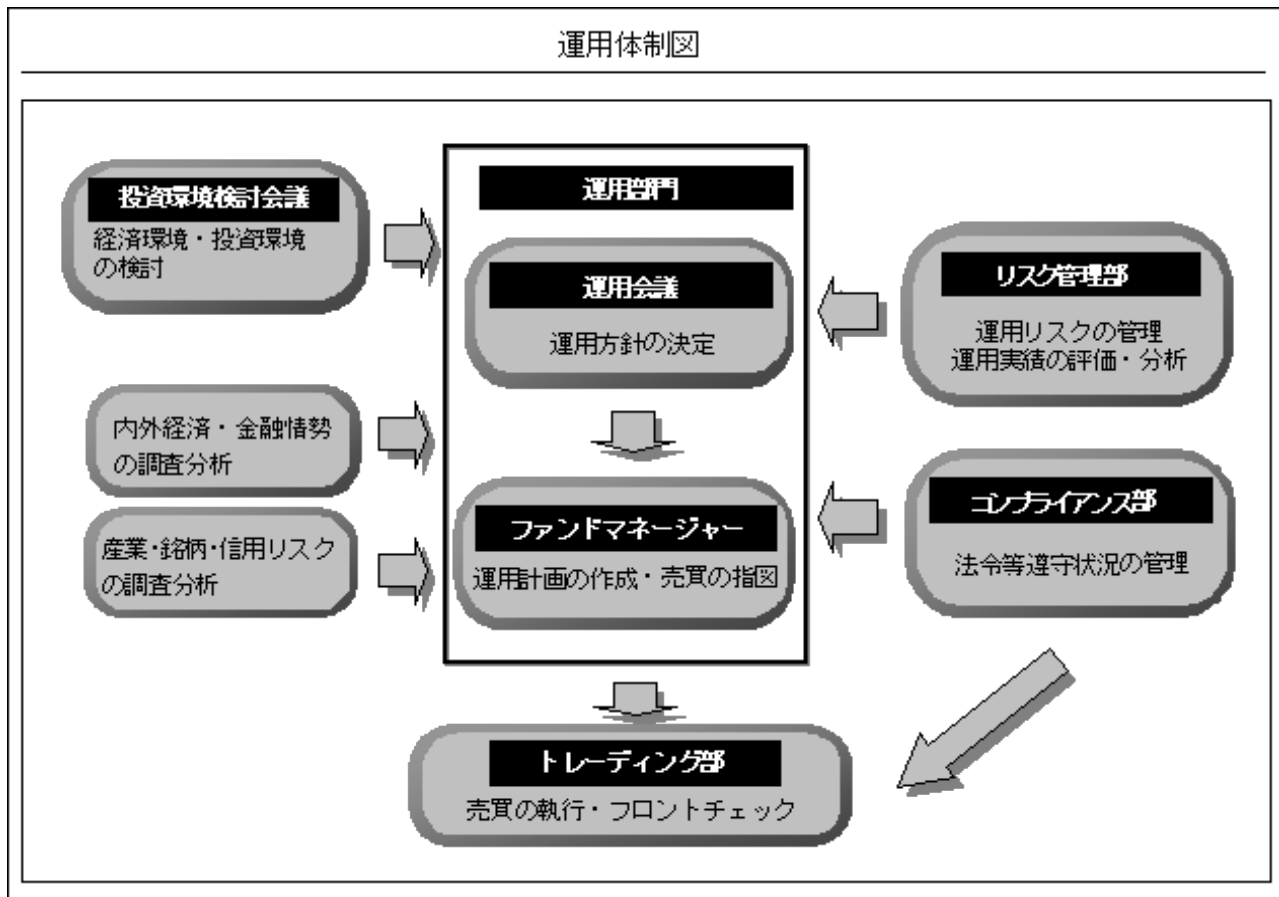 運用体制図
投資環境検討会議
経済環境・投資環境
の検討
内外経済・金融情勢
の調査分析
産業・銘柄・信用リスク
の調査分析
運用部門
運用会議
運用方針の決定
ファンドマネージャー
運用計画の作成・売買の指図
リスク管理部
運用リスクの管理
運用実績の評価・分析
コンプライアンス部
法令等遵守状況の管理
トレーディング部
売買の執行・フロントチェック